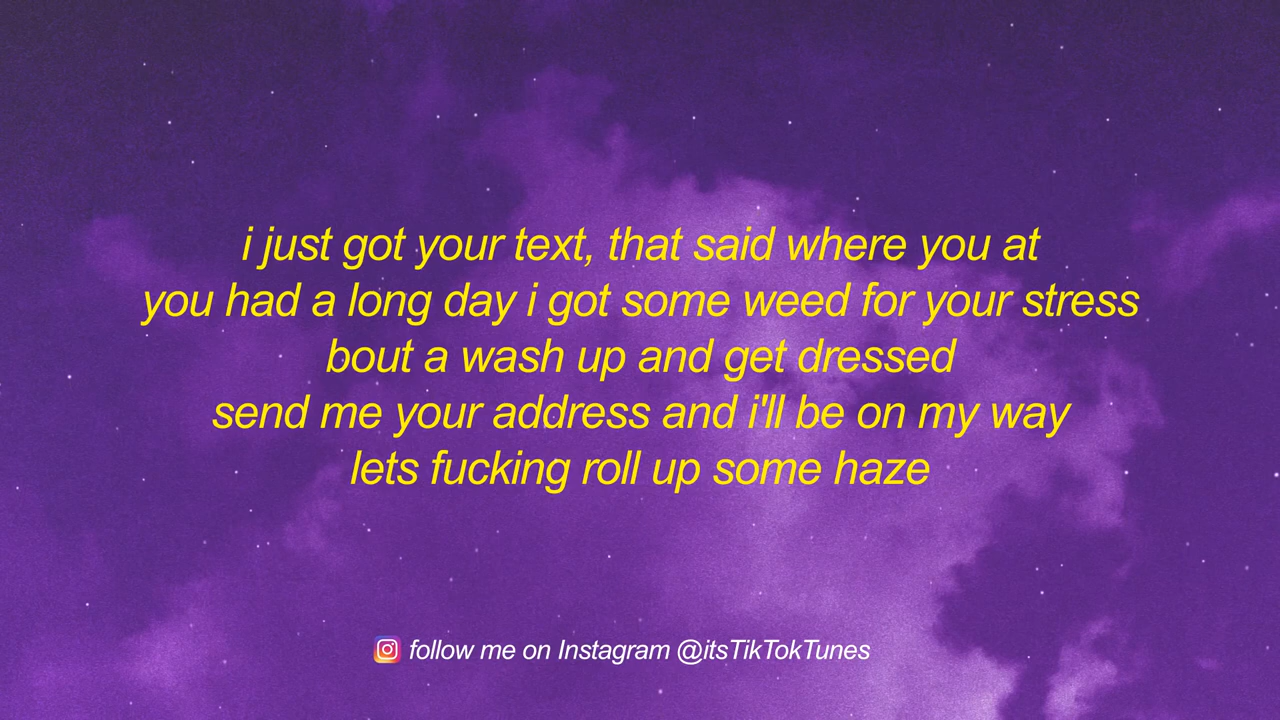 i just got your text, that said where you at
you had a long day i got some weed for your stress
bout a wash up and get dressed
send me your address and i'll be on my way
lets fucking roll up some haze
follow me on Instagram @itsTikTokTunes